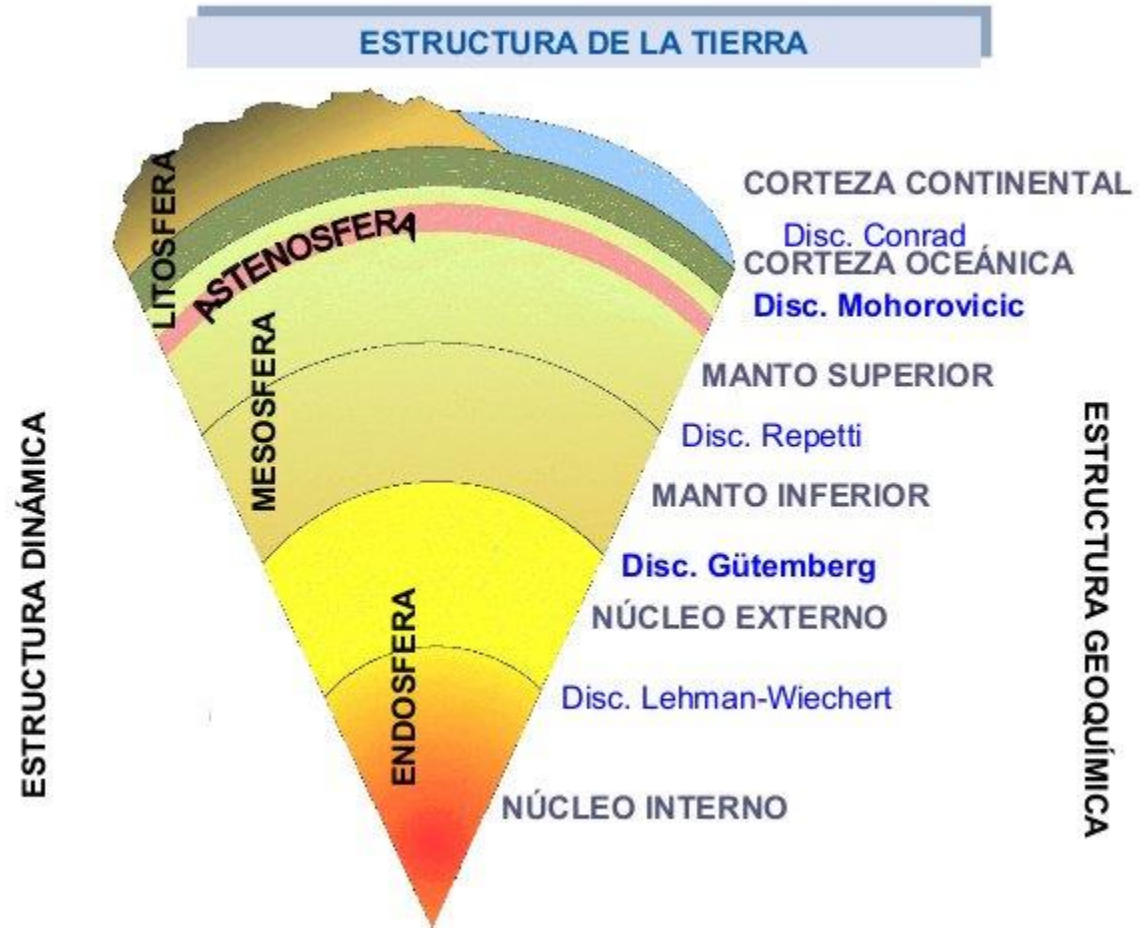 ESTRUCTURA DE LA TIERRA
LITOSFERA
ASTENOSFERA
MESOSFERA
ENDOSFERA
ESTRUCTURA DINÁMICA
CORTEZA CONTINENTAL
Disc. Conrad
CORTEZA OCEÁNICA
Disc. Mohorovicic
MANTO SUPERIOR
Disc. Repetti
MANTO INFERIOR
Disc. Gütemberg
NÚCLEO EXTERNO
Disc. Lehman-Wiechert
NÚCLEO INTERNO
ESTRUCTURA GEOQUÍMICA